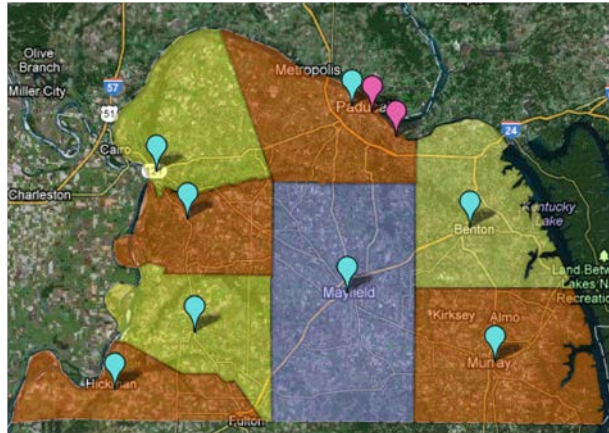 Olive
Branch
Miller City
57
51
Metropolis
Paduca
Cairo
24
Charleston
Kentucky
Lake
Benton
Land Betw
Lakes N
Recreation
Mayfield
Kirksey
Almo
Murray
Hickman
Fulton